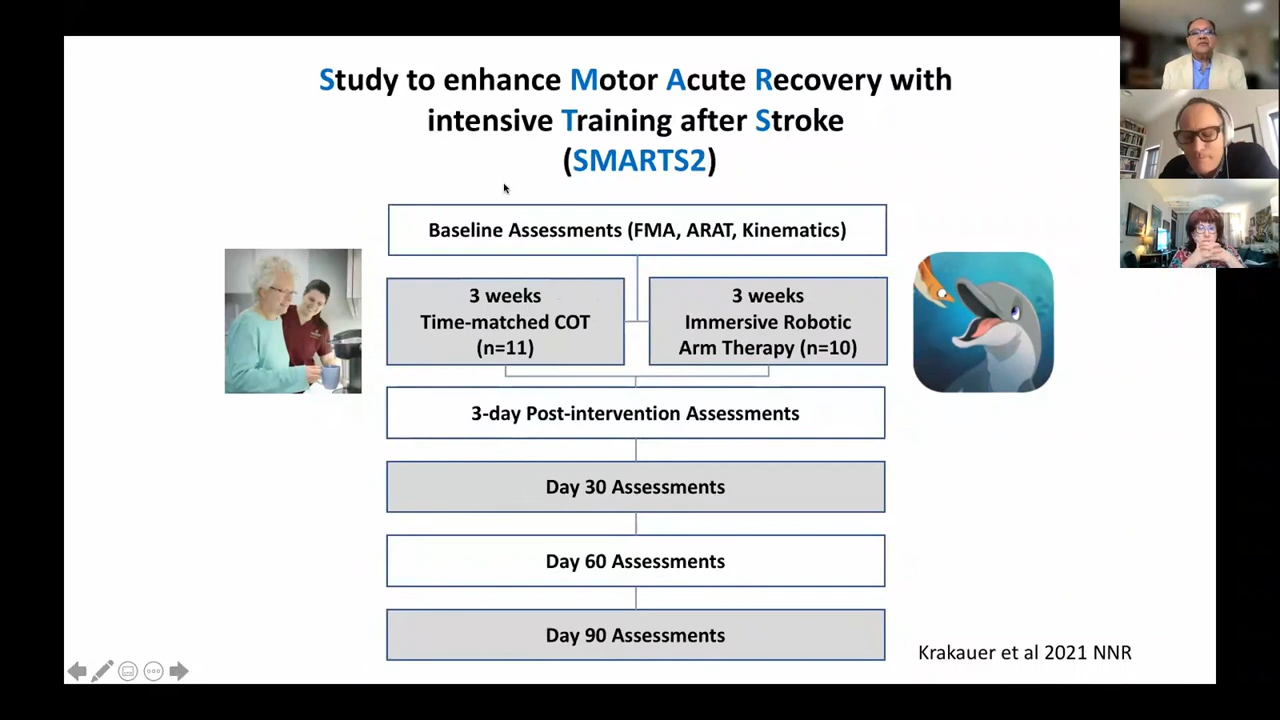 Study to enhance Motor Acute Recovery with
intensive Training after Stroke
(SMARTS2)
Baseline Assessments (FMA, ARAT, Kinematics)
3 weeks
Time-matched COT
(n=11)
3 weeks
Immersive Robotic
Arm Therapy (n=10)
3-day Post-intervention Assessments
Day 30 Assessments
Day 60 Assessments
Day 90 Assessments
Krakauer et al 2021 NNR